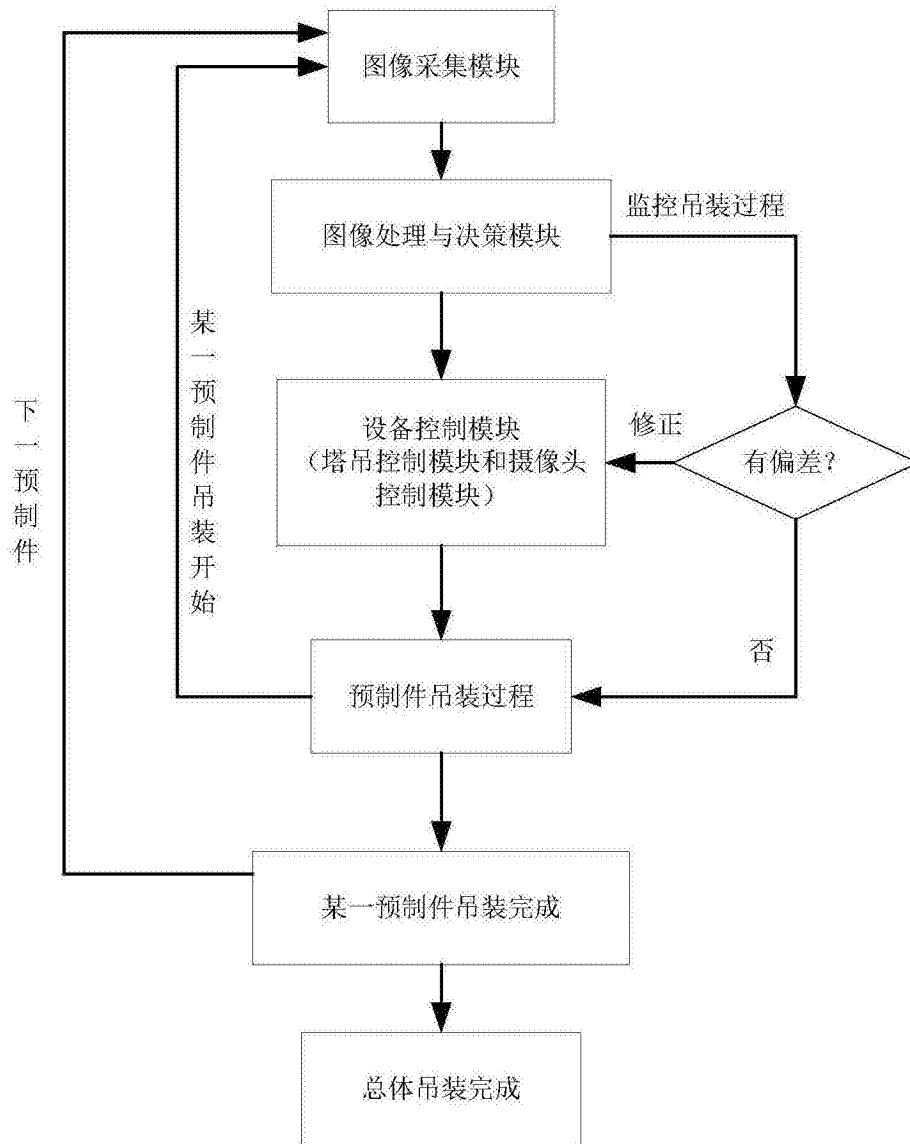 图像采集模块
图像处理与决策模块
监控吊装过程
设备控制模块
（塔吊控制模块和摄像头
控制模块）
修正
有偏差？
某一预制件吊装开始
下一预制件
否
预制件吊装过程
某一预制件吊装完成
总体吊装完成